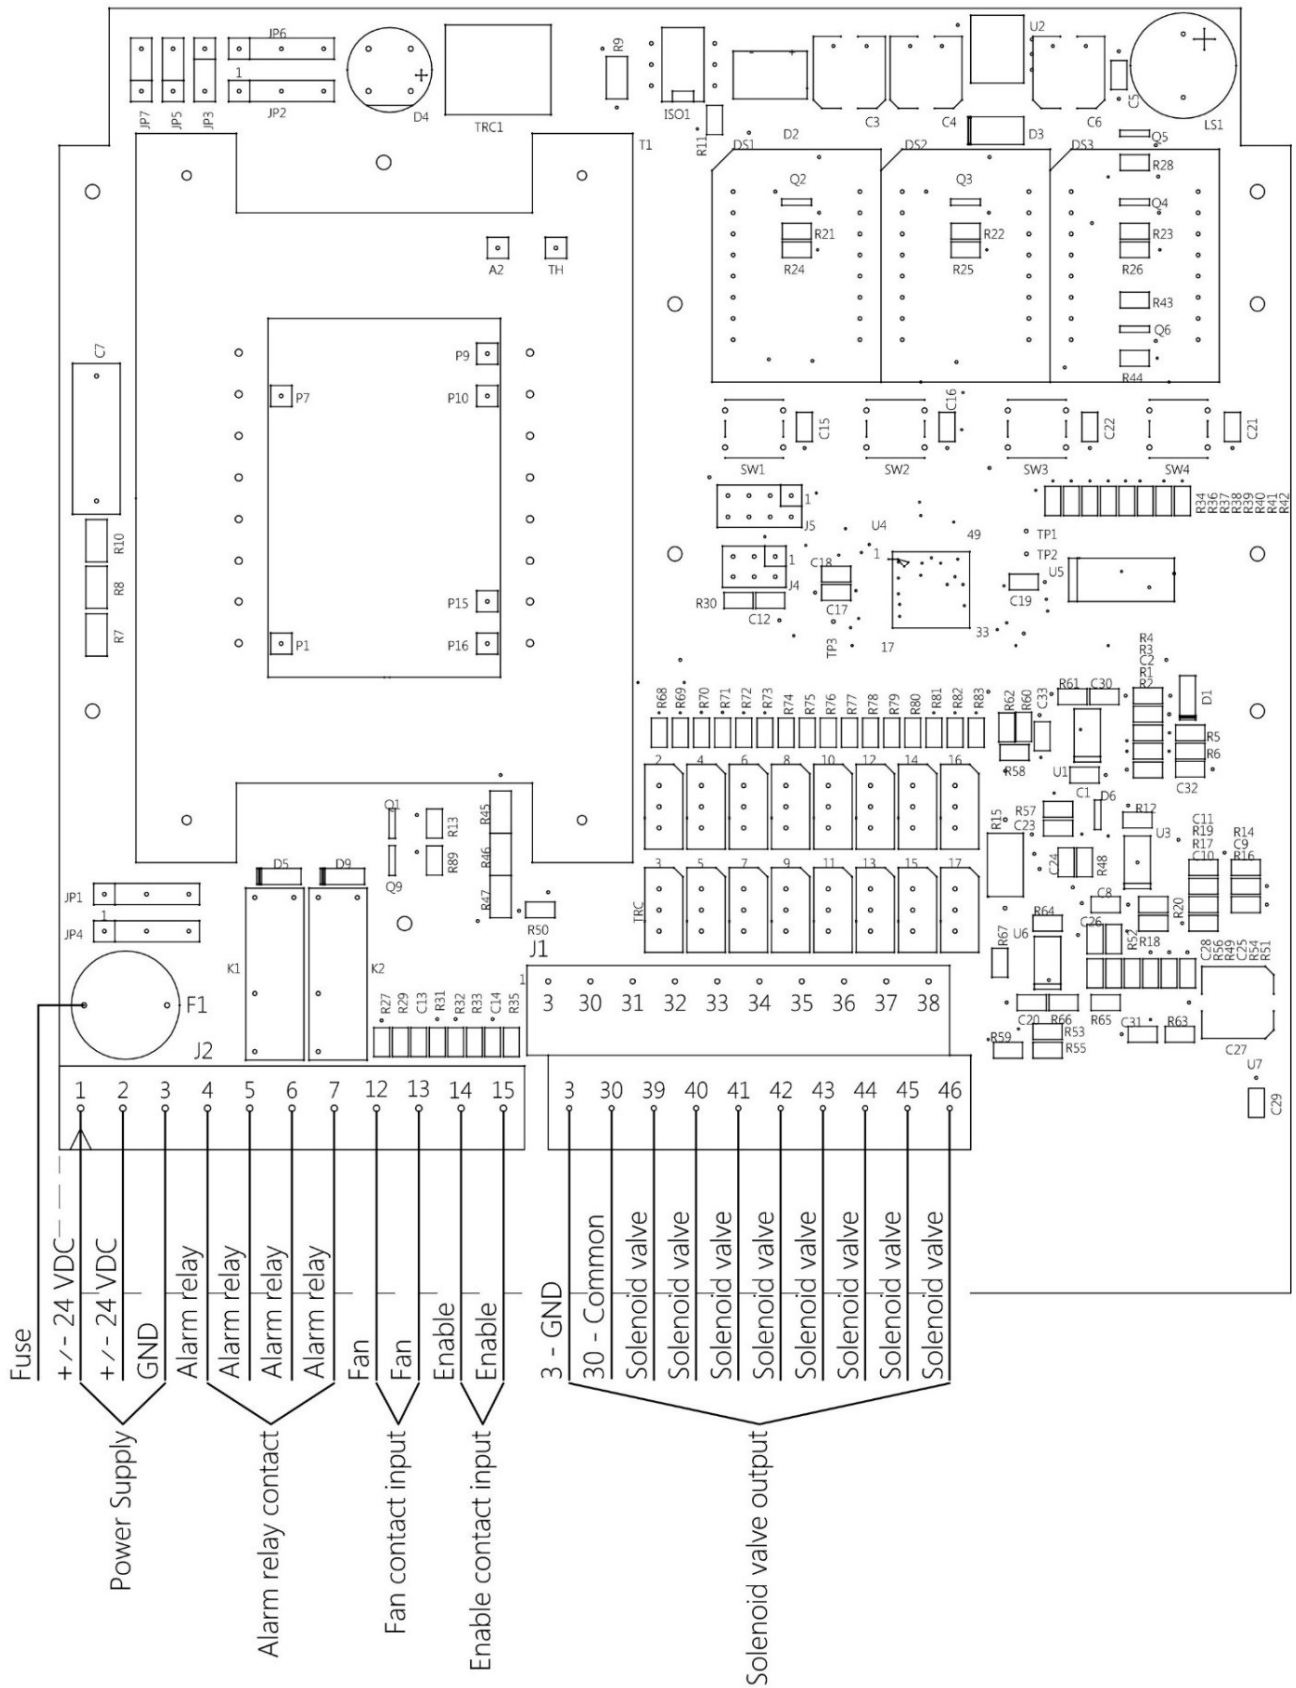 JP7
JP5
JP3
JP6
1
JP2
D4
TRC1
R9
ISO1
R11
T1
D2
C3
C4
U2
D3
C6
C5
LS1
DS1
DS2
DS3
Q5
R28
Q2
Q3
Q4
R21
R22
R23
R24
R25
R26
R43
Q6
R44
A2
TH
C7
P9
P7
P10
P15
P1
P16
R10
R8
R7
SW1
C15
SW2
C16
SW3
C22
SW4
C21
R34
R36
R37
R38
R39
R40
R41
R42
1
J5
U4
49
TP1
TP2
U5
1
J4
C18
1
R30
C12
C17
C19
TP3
17
33
R4
R3
C2
R1
R2
D1
R5
R6
C32
R68
R69
R70
R71
R72
R73
R74
R75
R76
R77
R78
R79
R80
R81
R82
R83
R62
R60
C33
R61
C30
R58
U1
C1
D6
2
4
6
8
10
12
14
16
3
5
7
9
11
13
15
17
TRC
R15
R57
C23
R12
U3
C24
R48
C8
C11
R19
R17
C10
R14
C9
R16
Q1
R13
R45
R46
R47
Q9
R89
R50
D5
D9
JP1
1
JP4
K1
K2
F1
J2
R27
R29
C13
R31
R32
R33
C14
R35
J1
1
3
30
31
32
33
34
35
36
37
38
R67
U6
R64
C26
R52
R18
R20
C28
R56
R49
C25
R54
R51
C20
R66
R65
C31
R63
R59
R53
R55
C27
U7
C29
1
2
3
4
5
6
7
12
13
14
15
3
30
39
40
41
42
43
44
45
46
Fuse
+/- 24 VDC
+/- 24 VDC
GND
Alarm relay
Alarm relay
Alarm relay
Alarm relay
Fan
Fan
Enable
Enable
3 - GND
30 - Common
Solenoid valve
Solenoid valve
Solenoid valve
Solenoid valve
Solenoid valve
Solenoid valve
Solenoid valve
Solenoid valve
Power Supply
Alarm relay contact
Fan contact input
Enable contact input
Solenoid valve output